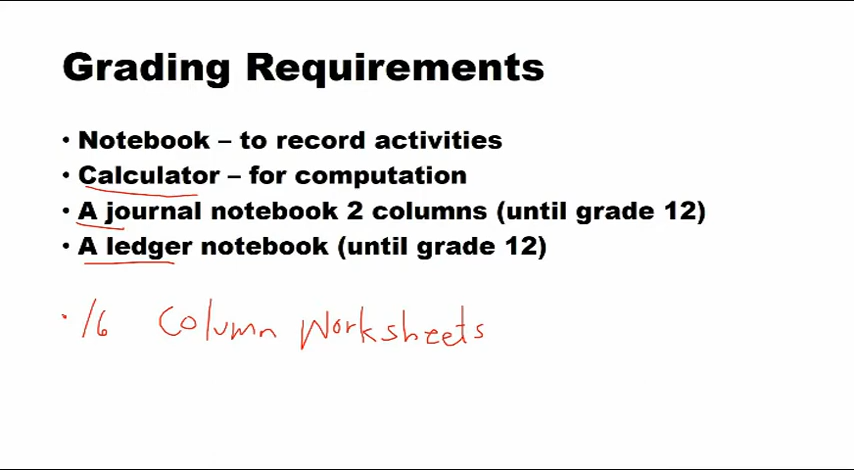 Grading Requirements
• Notebook – to record activities
• Calculator – for computation
• A journal notebook 2 columns (until grade 12)
• A ledger notebook (until grade 12)
• 16 Column Worksheets